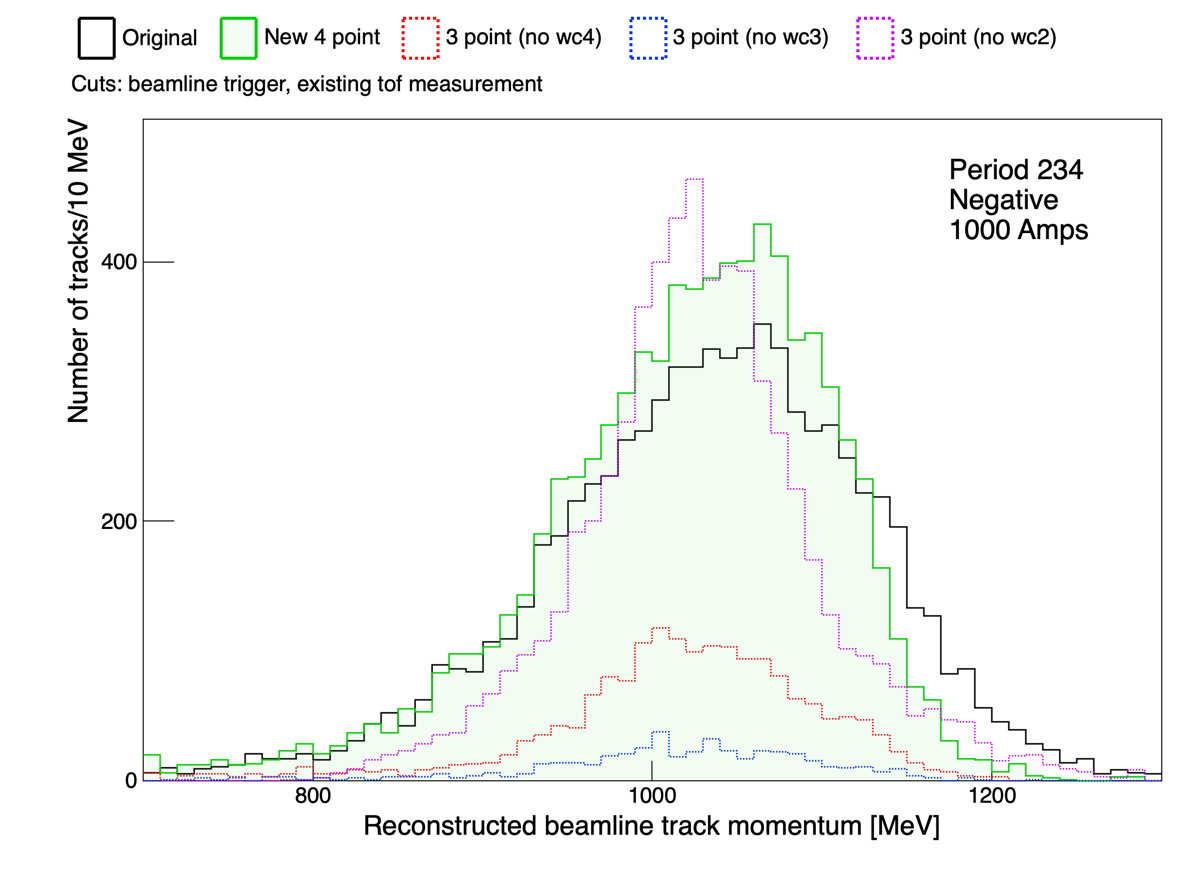 Original New 4 point 3 point (no wc4) 3 point (no wc3) 3 point (no wc2)
Cuts: beamline trigger, existing tof measurement
Number of tracks/10 MeV
Period 234
Negative
1000 Amps
400
200
0
800 1000 1200
Reconstructed beamline track momentum [MeV]